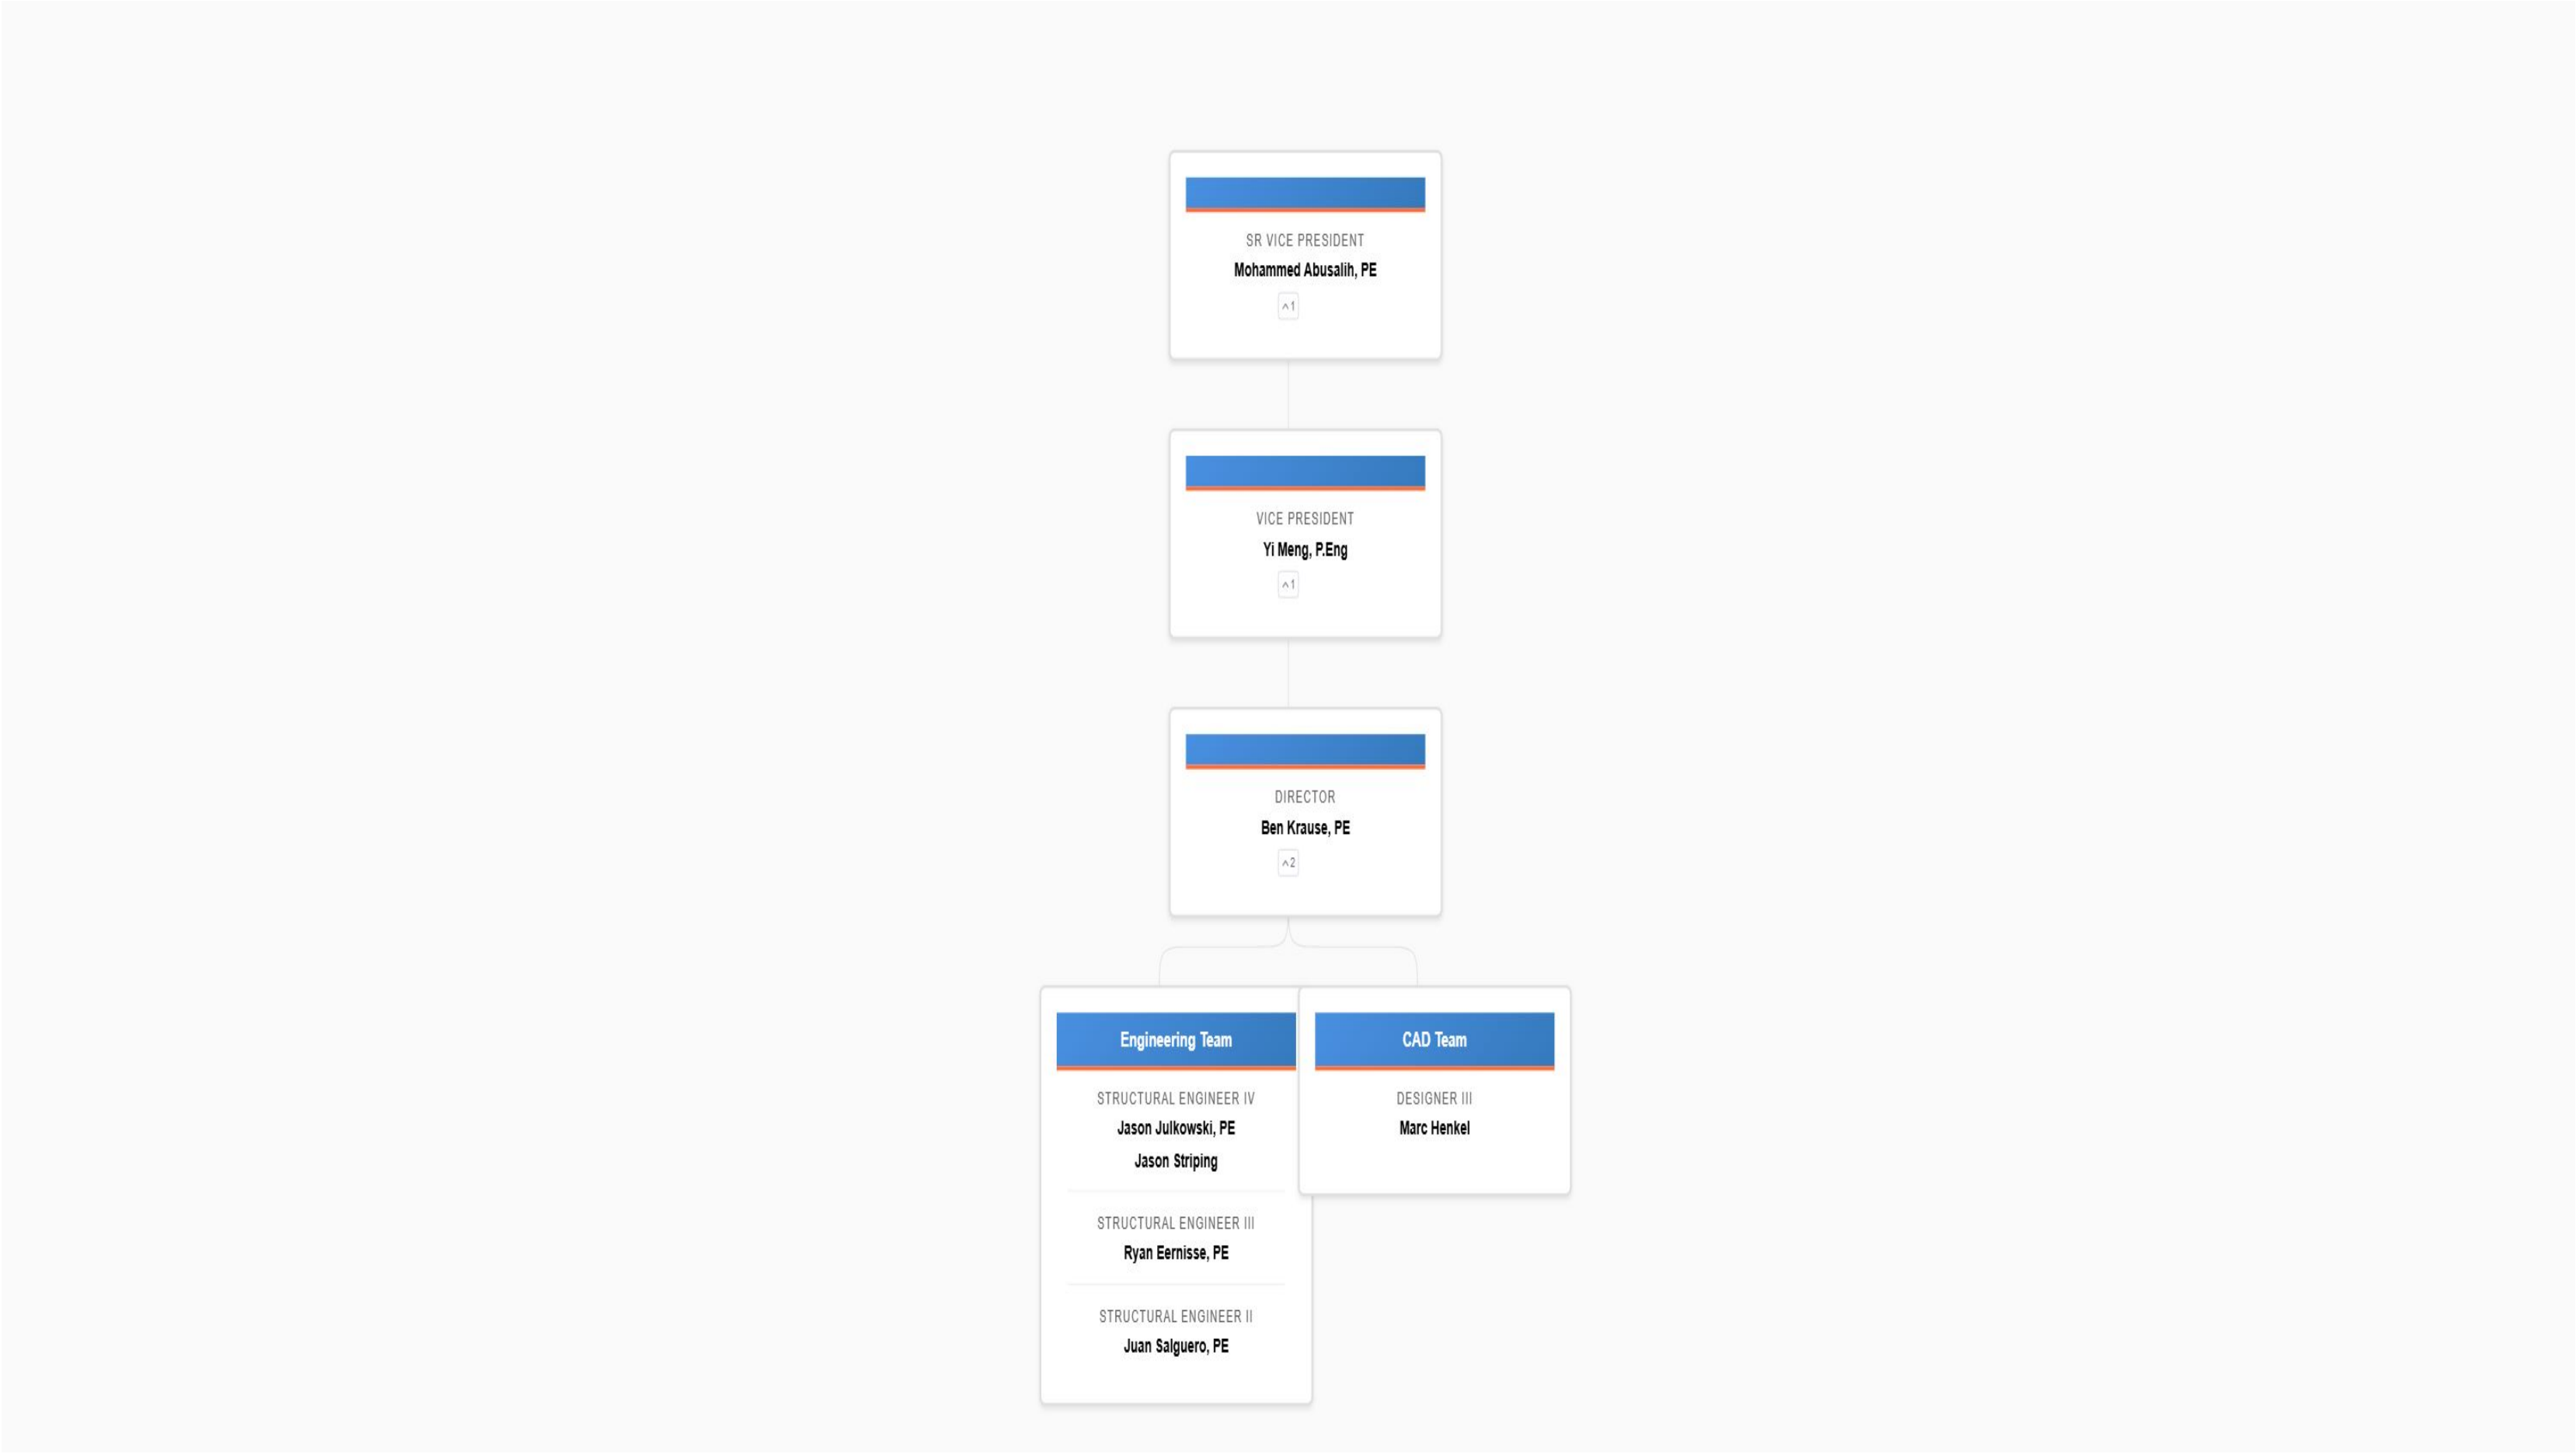 SR VICE PRESIDENT
Mohammed Abusalih, PE
^1
VICE PRESIDENT
Yi Meng, P.Eng
^1
DIRECTOR
Ben Krause, PE
^2
Engineering Team
STRUCTURAL ENGINEER IV
Jason Julkowski, PE
Jason Striping
STRUCTURAL ENGINEER III
Ryan Eernisse, PE
STRUCTURAL ENGINEER II
Juan Salguero, PE
CAD Team
DESIGNER III
Marc Henkel